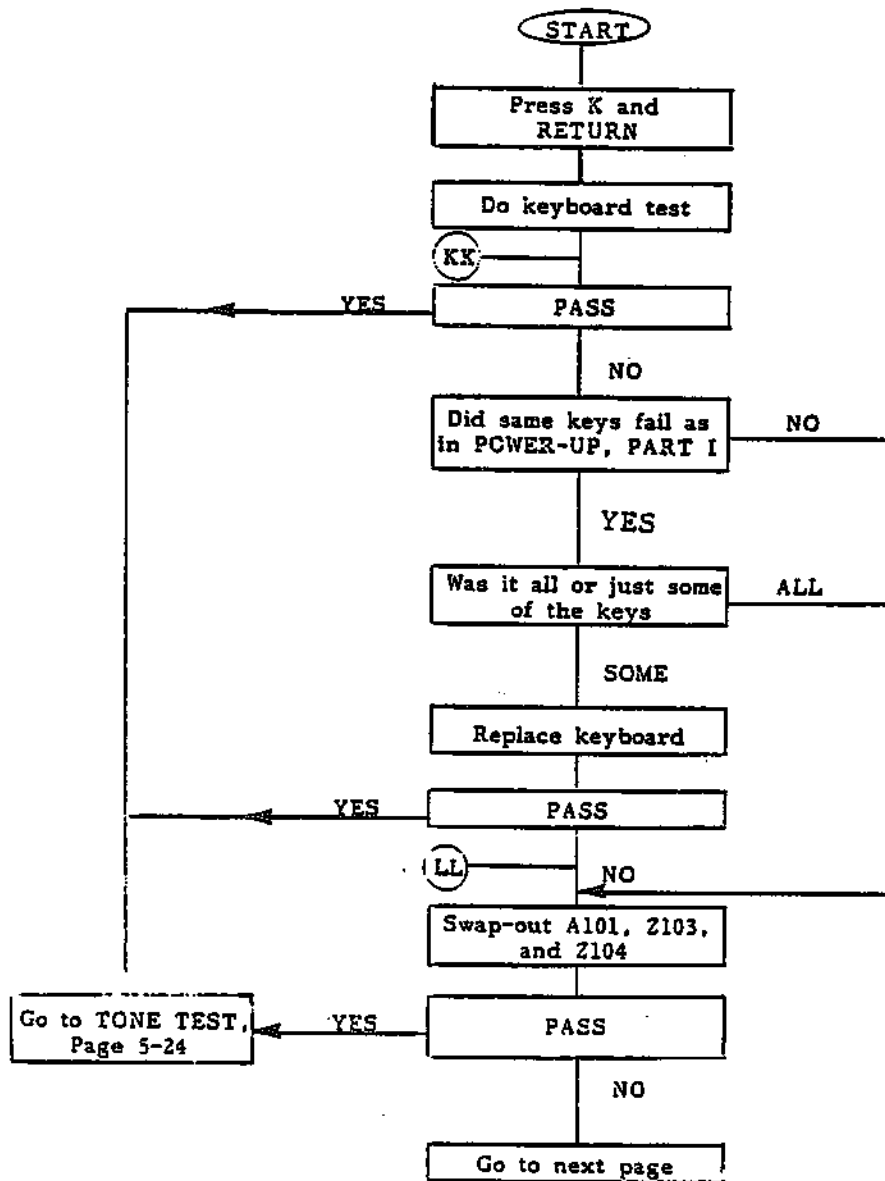 START
Press K and
RETURN
Do keyboard test
KK
YES
PASS
NO
Did same keys fail as
in POWER-UP, PART I
NO
YES
Was it all or just some
of the keys
ALL
SOME
Replace keyboard
YES
PASS
LL
NO
Swap-out A101, Z103,
and Z104
Go to TONE TEST,
Page 5-24
YES
PASS
NO
Go to next page